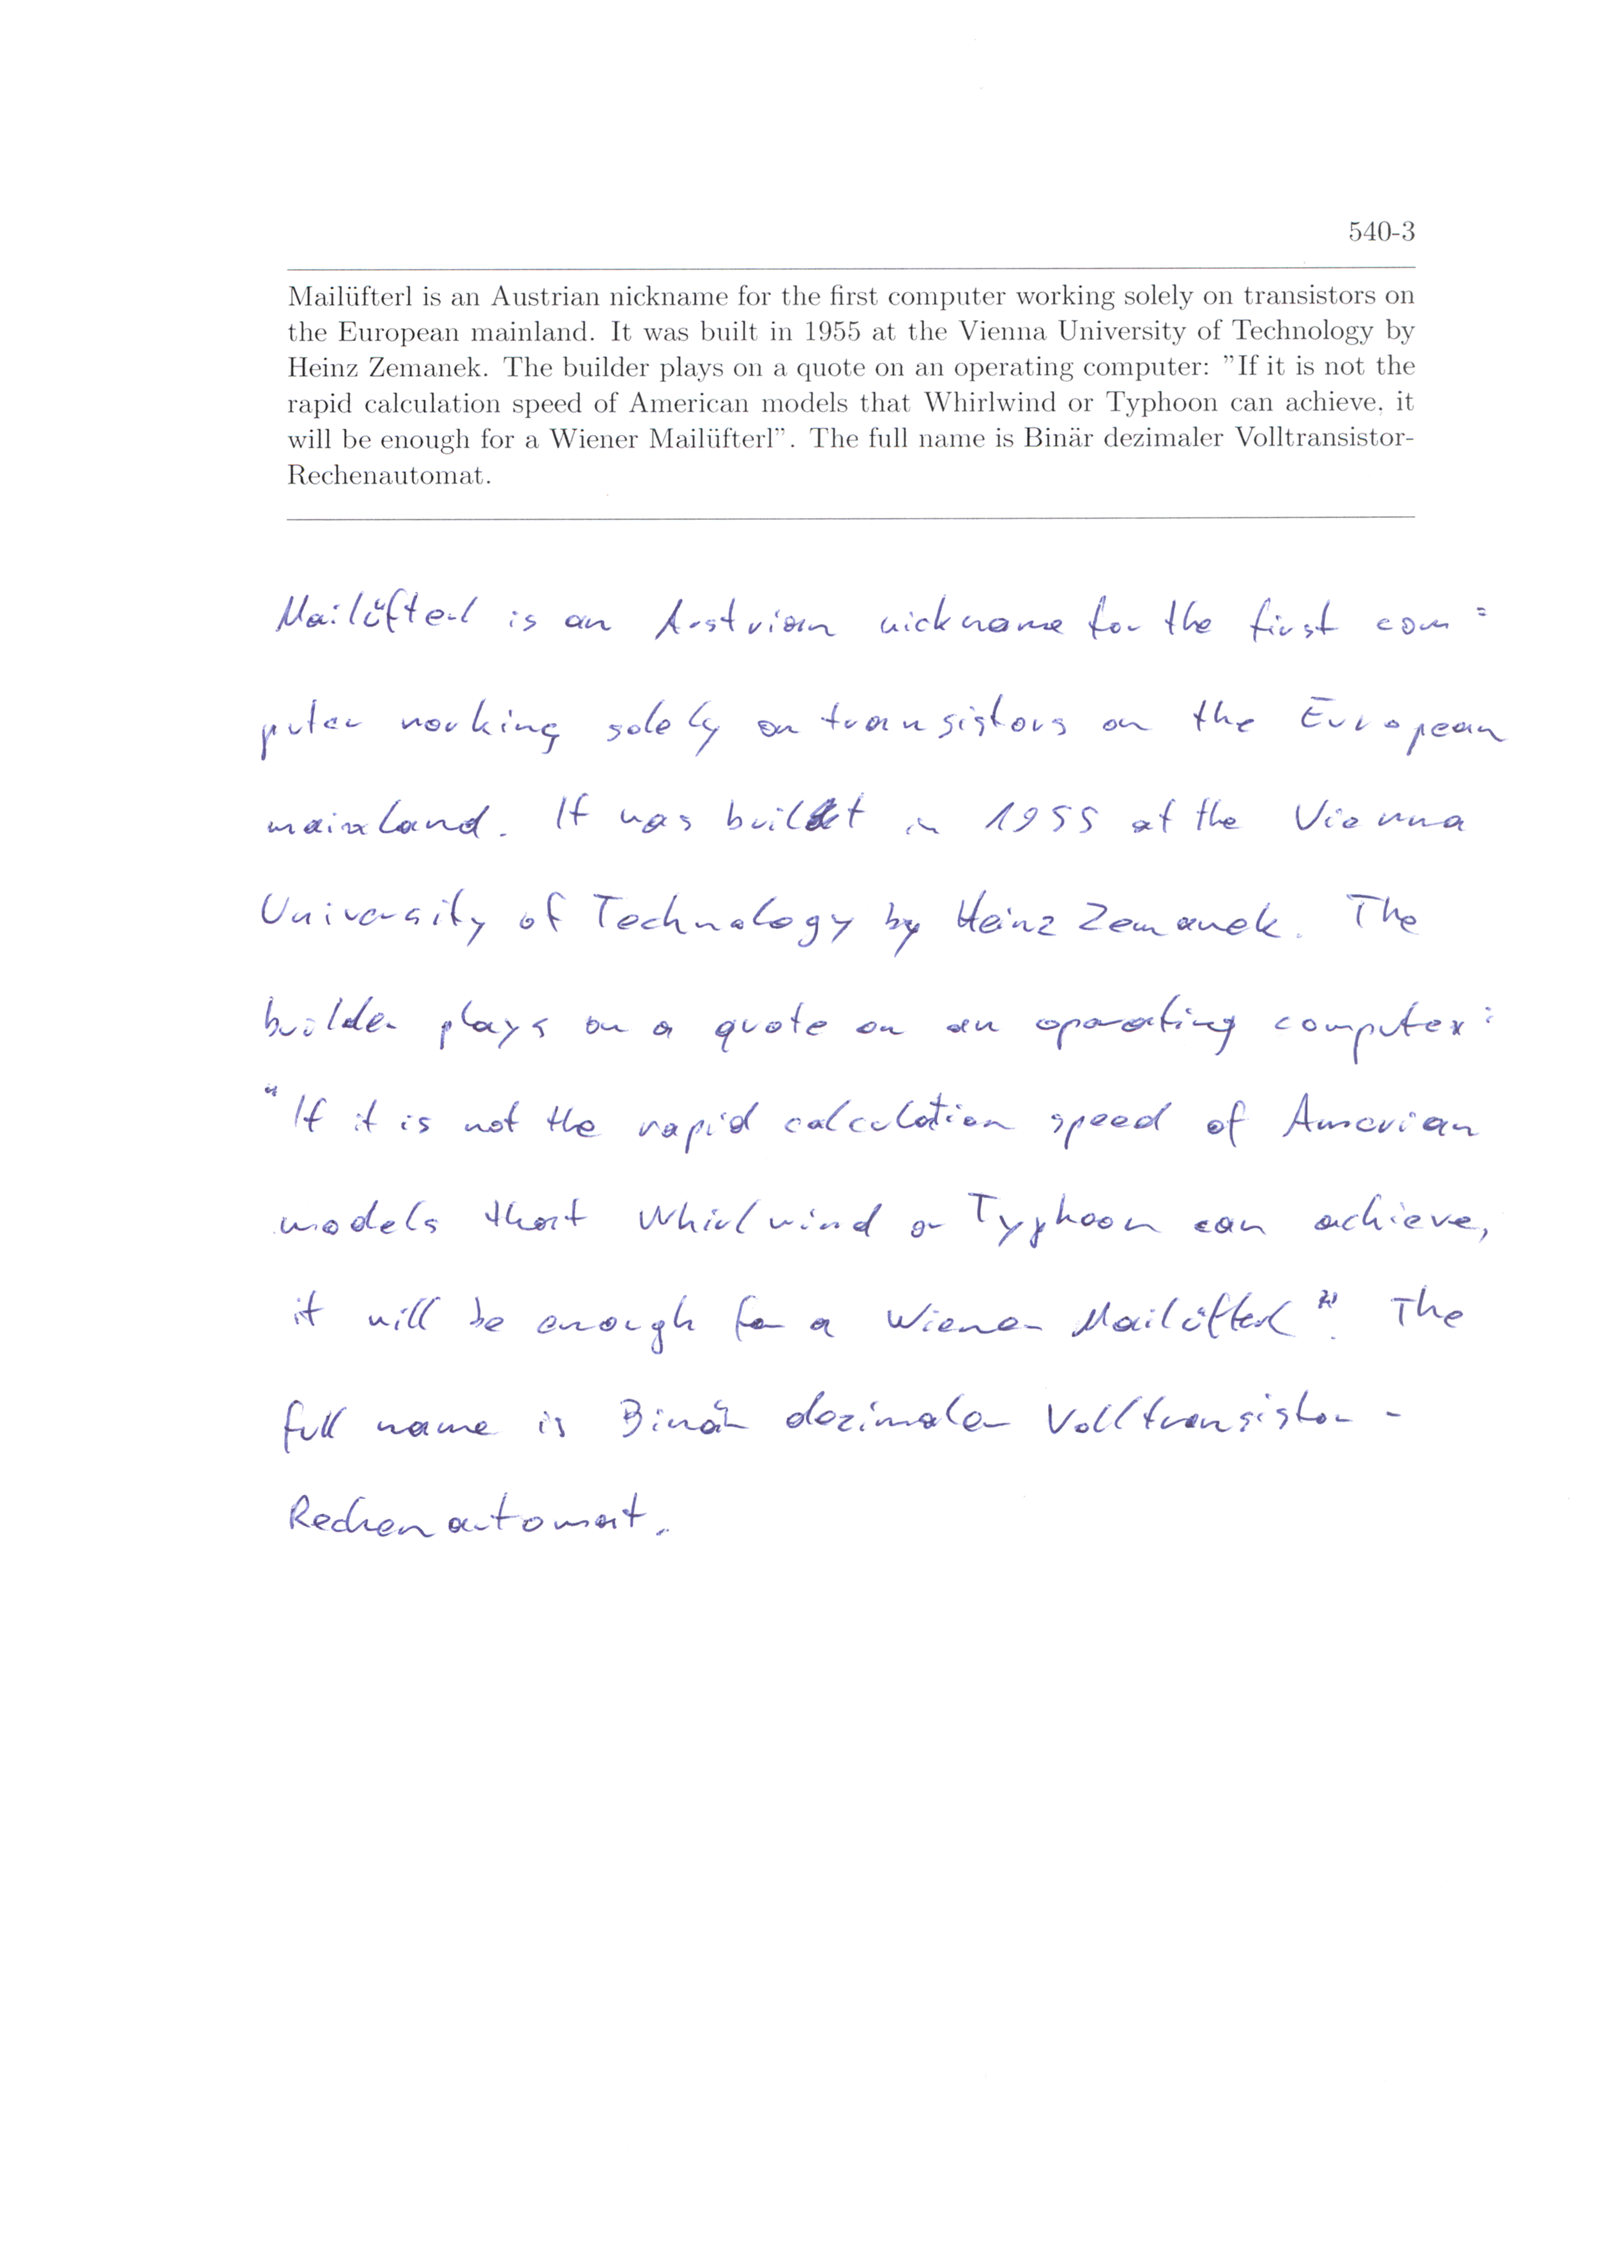 540-3
Mailüfterl is an Austrian nickname for the first computer working solely on transistors on
the European mainland. It was built in 1955 at the Vienna University of Technology by
Heinz Zemanek. The builder plays on a quote on an operating computer: ”If it is not the
rapid calculation speed of American models that Whirlwind or Typhoon can achieve, it
will be enough for a Wiener Mailüfterl”. The full name is Binär dezimaler Volltransistor-
Rechenautomat.
Mailüfterl is an Austrian nickname for the first com=
puter working solely on transistors on the European
mainland. It was built in 1955 at the Vienna
University of Technology by Heinz Zemanek. The
builder plays on a quote on an operating computer:
"If it is not the rapid calculation speed of Amerian
models that Whirlwind or Typhoon can achieve,
it will be enough for a Wiener Mailüfterl". The
full name is Binär dezimaler Volltransistor-
Rechenautomat.